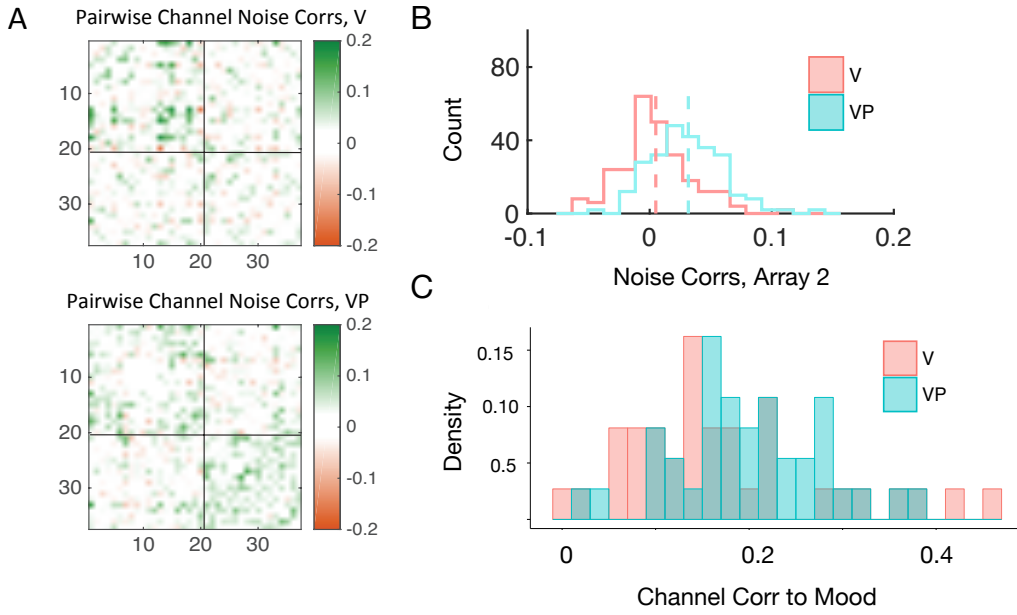 A
Pairwise Channel Noise Corrs, V
10
20
30
10
20
30
0.2
0.1
0
-0.1
-0.2
Pairwise Channel Noise Corrs, VP
10
20
30
10
20
30
0.2
0.1
0
-0.1
-0.2
B
Count
80
40
0
-0.1
0
0.1
0.2
V
VP
Noise Corrs, Array 2
C
Density
0.15
0.10
0.5
0
0.2
0.4
V
VP
Channel Corr to Mood